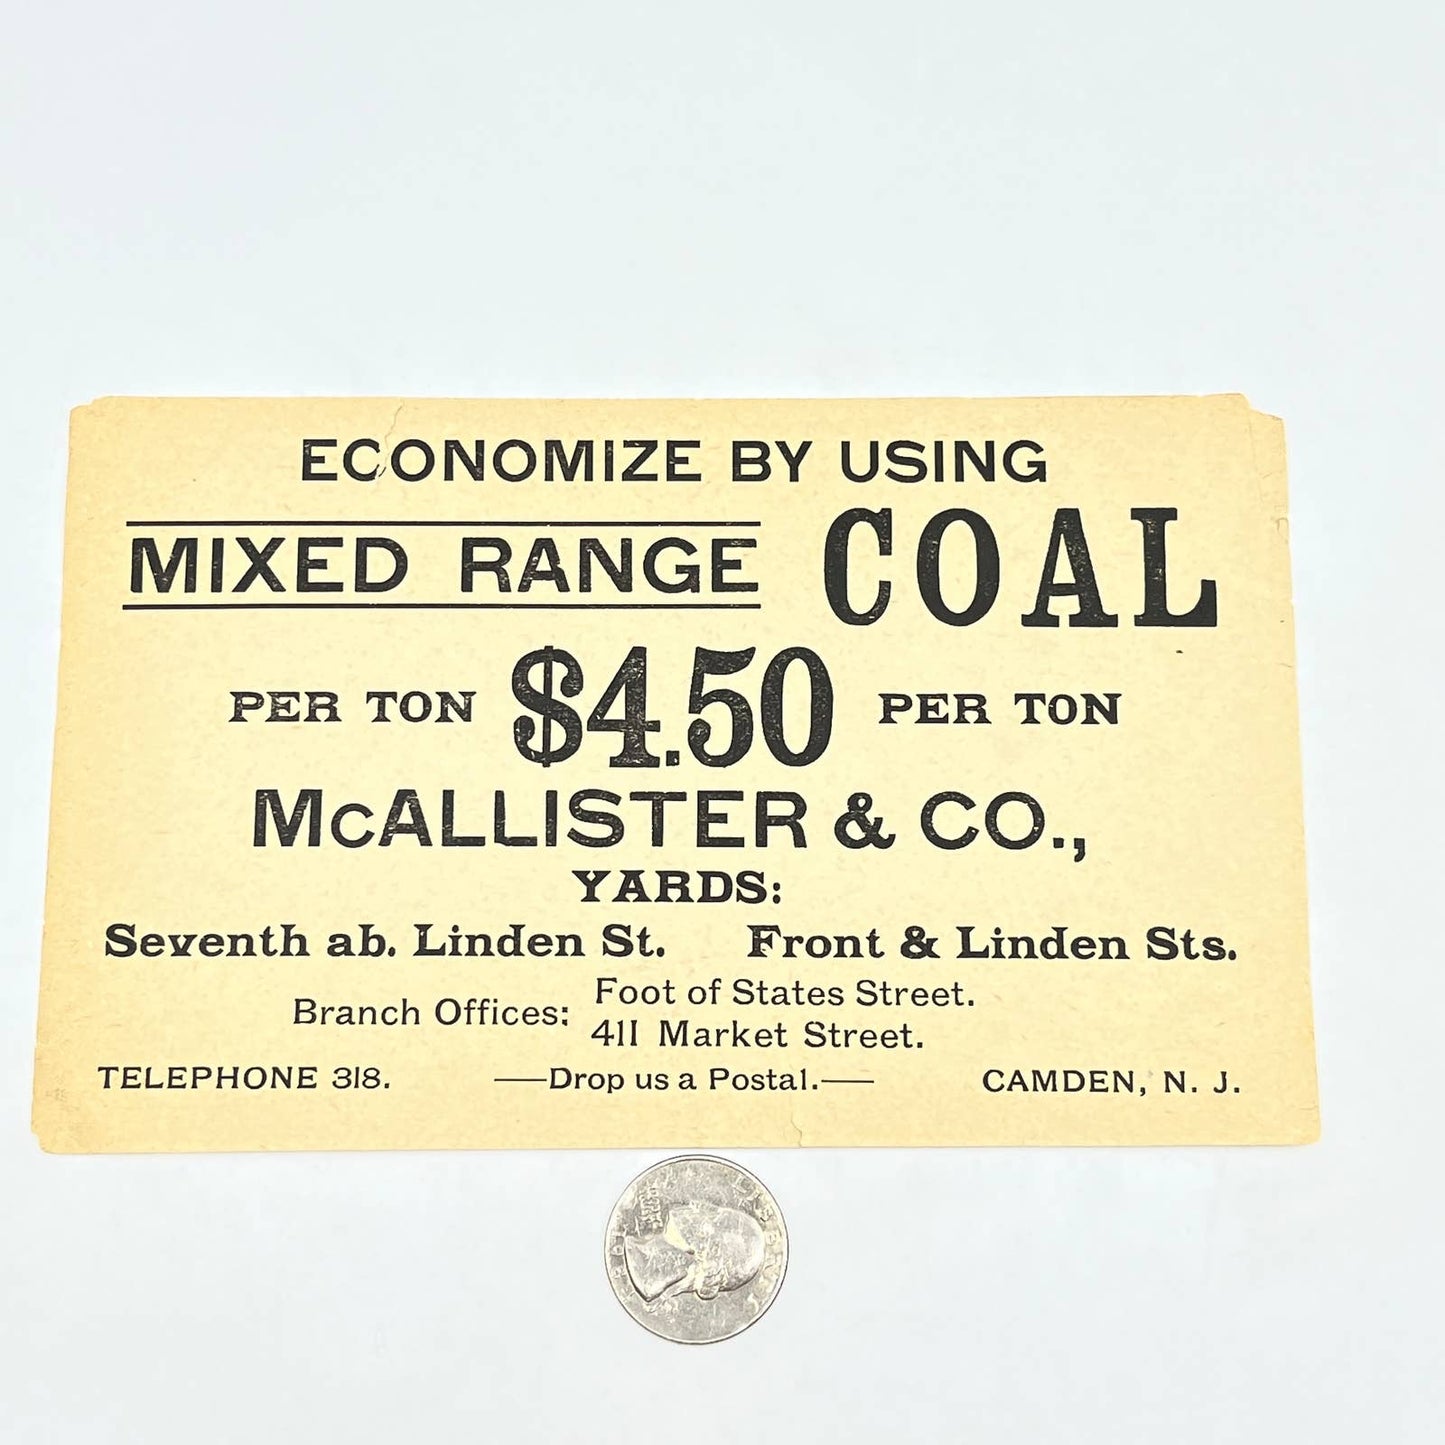 ECONOMIZE BY USING
MIXED RANGE COAL
PER TON $4.50 PER TON
McALLISTER & CO.,
YARDS:
Seventh ab. Linden St. Front & Linden Sts.
Branch Offices: Foot of States Street.
411 Market Street.
TELEPHONE 318. —Drop us a Postal.— CAMDEN, N. J.
LIBERTY